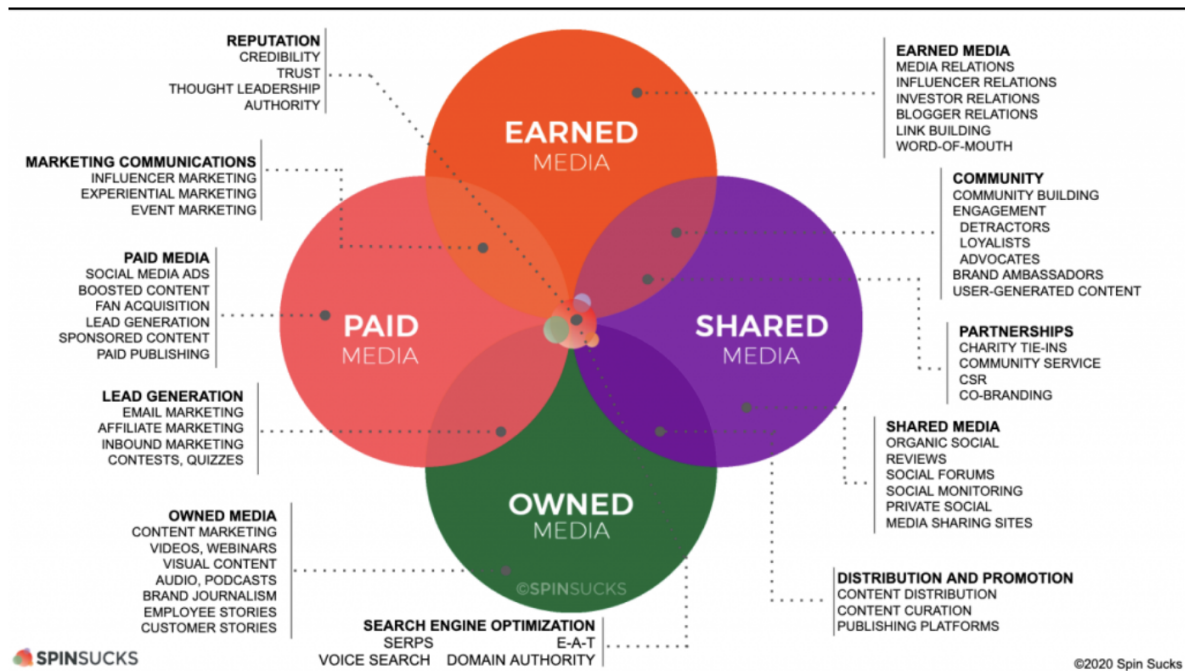 REPUTATION
CREDIBILITY
TRUST
THOUGHT LEADERSHIP
AUTHORITY
MARKETING COMMUNICATIONS
INFLUENCER MARKETING
EXPERIENTIAL MARKETING
EVENT MARKETING
PAID MEDIA
SOCIAL MEDIA ADS
BOOSTED CONTENT
FAN ACQUISITION
LEAD GENERATION
SPONSORED CONTENT
PAID PUBLISHING
LEAD GENERATION
EMAIL MARKETING
AFFILIATE MARKETING
INBOUND MARKETING
CONTESTS, QUIZZES
OWNED MEDIA
CONTENT MARKETING
VIDEOS, WEBINARS
VISUAL CONTENT
AUDIO, PODCASTS
BRAND JOURNALISM
EMPLOYEE STORIES
CUSTOMER STORIES
EARNED
MEDIA
PAID
MEDIA
SHARED
MEDIA
OWNED
MEDIA
©SPINSUCKS
SEARCH ENGINE OPTIMIZATION
SERPS E-A-T
VOICE SEARCH DOMAIN AUTHORITY
EARNED MEDIA
MEDIA RELATIONS
INFLUENCER RELATIONS
INVESTOR RELATIONS
BLOGGER RELATIONS
LINK BUILDING
WORD-OF-MOUTH
COMMUNITY
COMMUNITY BUILDING
ENGAGEMENT
DETRACTORS
LOYALISTS
ADVOCATES
BRAND AMBASSADORS
USER-GENERATED CONTENT
PARTNERSHIPS
CHARITY TIE-INS
COMMUNITY SERVICE
CSR
CO-BRANDING
SHARED MEDIA
ORGANIC SOCIAL
REVIEWS
SOCIAL FORUMS
SOCIAL MONITORING
PRIVATE SOCIAL
MEDIA SHARING SITES
DISTRIBUTION AND PROMOTION
CONTENT DISTRIBUTION
CONTENT CURATION
PUBLISHING PLATFORMS
SPINSUCKS
©2020 Spin Sucks